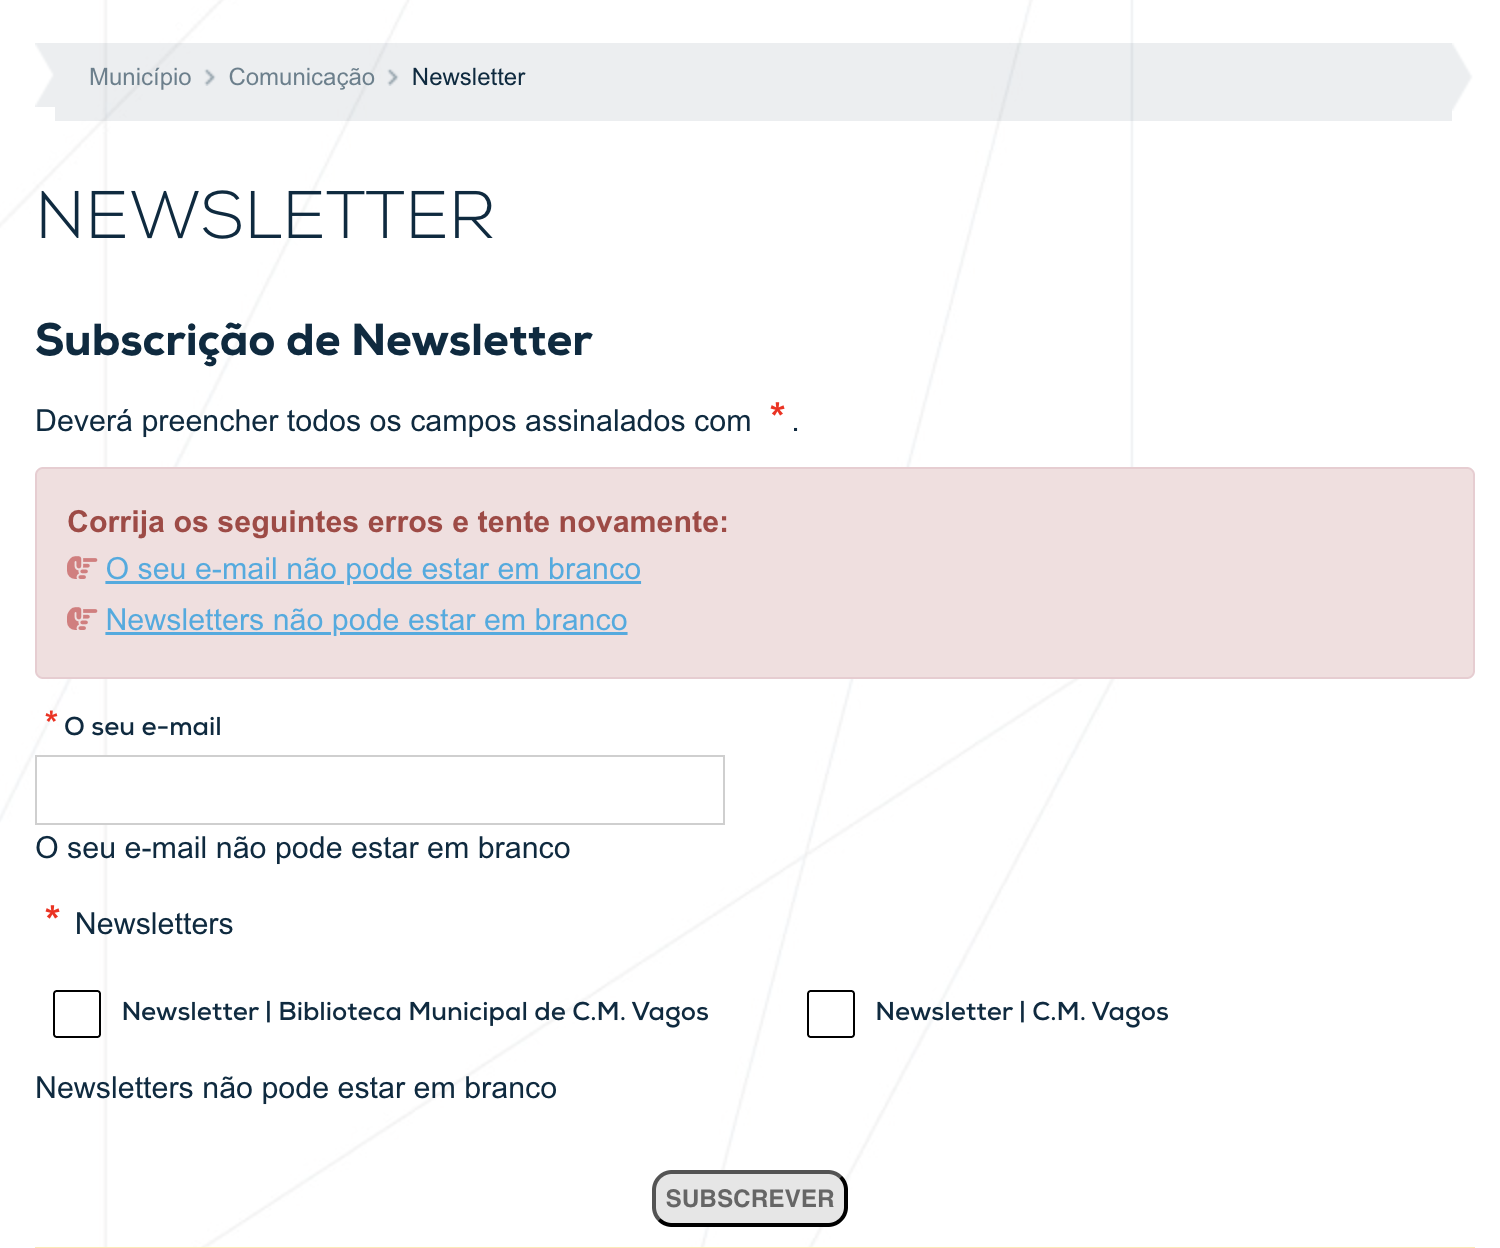 Município > Comunicação > Newsletter
NEWSLETTER
Subscrição de Newsletter
Deverá preencher todos os campos assinalados com * .
Corrija os seguintes erros e tente novamente:
O seu e-mail não pode estar em branco
Newsletters não pode estar em branco
* O seu e-mail
O seu e-mail não pode estar em branco
* Newsletters
Newsletter | Biblioteca Municipal de C.M. Vagos
Newsletter | C.M. Vagos
Newsletters não pode estar em branco
SUBSCREVER